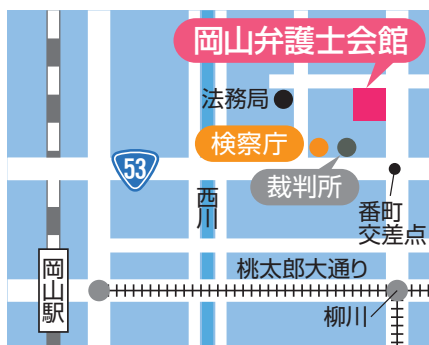 岡山弁護士会館
法務局
検察庁
裁判所
53
西川
番町
交差点
桃太郎大通り
岡山駅
柳川